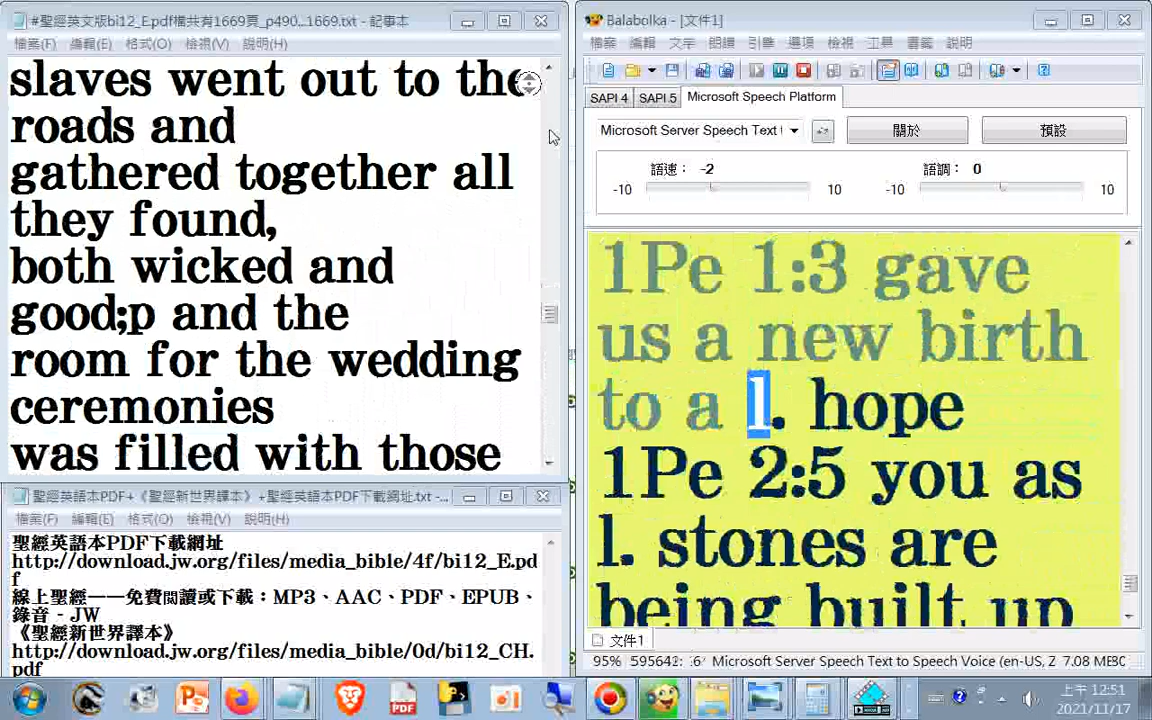 #聖經英文版bi12_E.pdf檔共有1669頁_p490...1669.txt - 記事本
檔案(F) 編輯(E) 格式(O) 檢視(V) 說明(H)
slaves went out to the
roads and
gathered together all
they found,
both wicked and
good;p and the
room for the wedding
ceremonies
was filled with those
聖經英語本PDF+《聖經新世界譯本》+聖經英語本PDF下載網址.txt -...
檔案(F) 編輯(E) 格式(O) 檢視(V) 說明(H)
聖經英語本PDF下載網址
http://download.jw.org/files/media_bible/4f/bi12_E.pd
f
線上聖經——免費閱讀或下載：MP3、AAC、PDF、EPUB、
錄音 - JW
《聖經新世界譯本》
http://download.jw.org/files/media_bible/0d/bi12_CH.
pdf
Balabolka - [文件1]
檔案 編輯 文字 朗讀 引擎 選項 檢視 工具 書籤 說明
SAPI 4 SAPI 5 Microsoft Speech Platform
Microsoft Server Speech Text 關於 預設
語速： -2 語調： 0
-10 10 -10 10
1Pe 1:3 gave
us a new birth
to a l. hope
1Pe 2:5 you as
l. stones are
being built up
文件1
95% 595642: Microsoft Server Speech Text to Speech Voice (en-US, Z 7.08 МЕВС
PDF
上午 12:51
2021/11/17